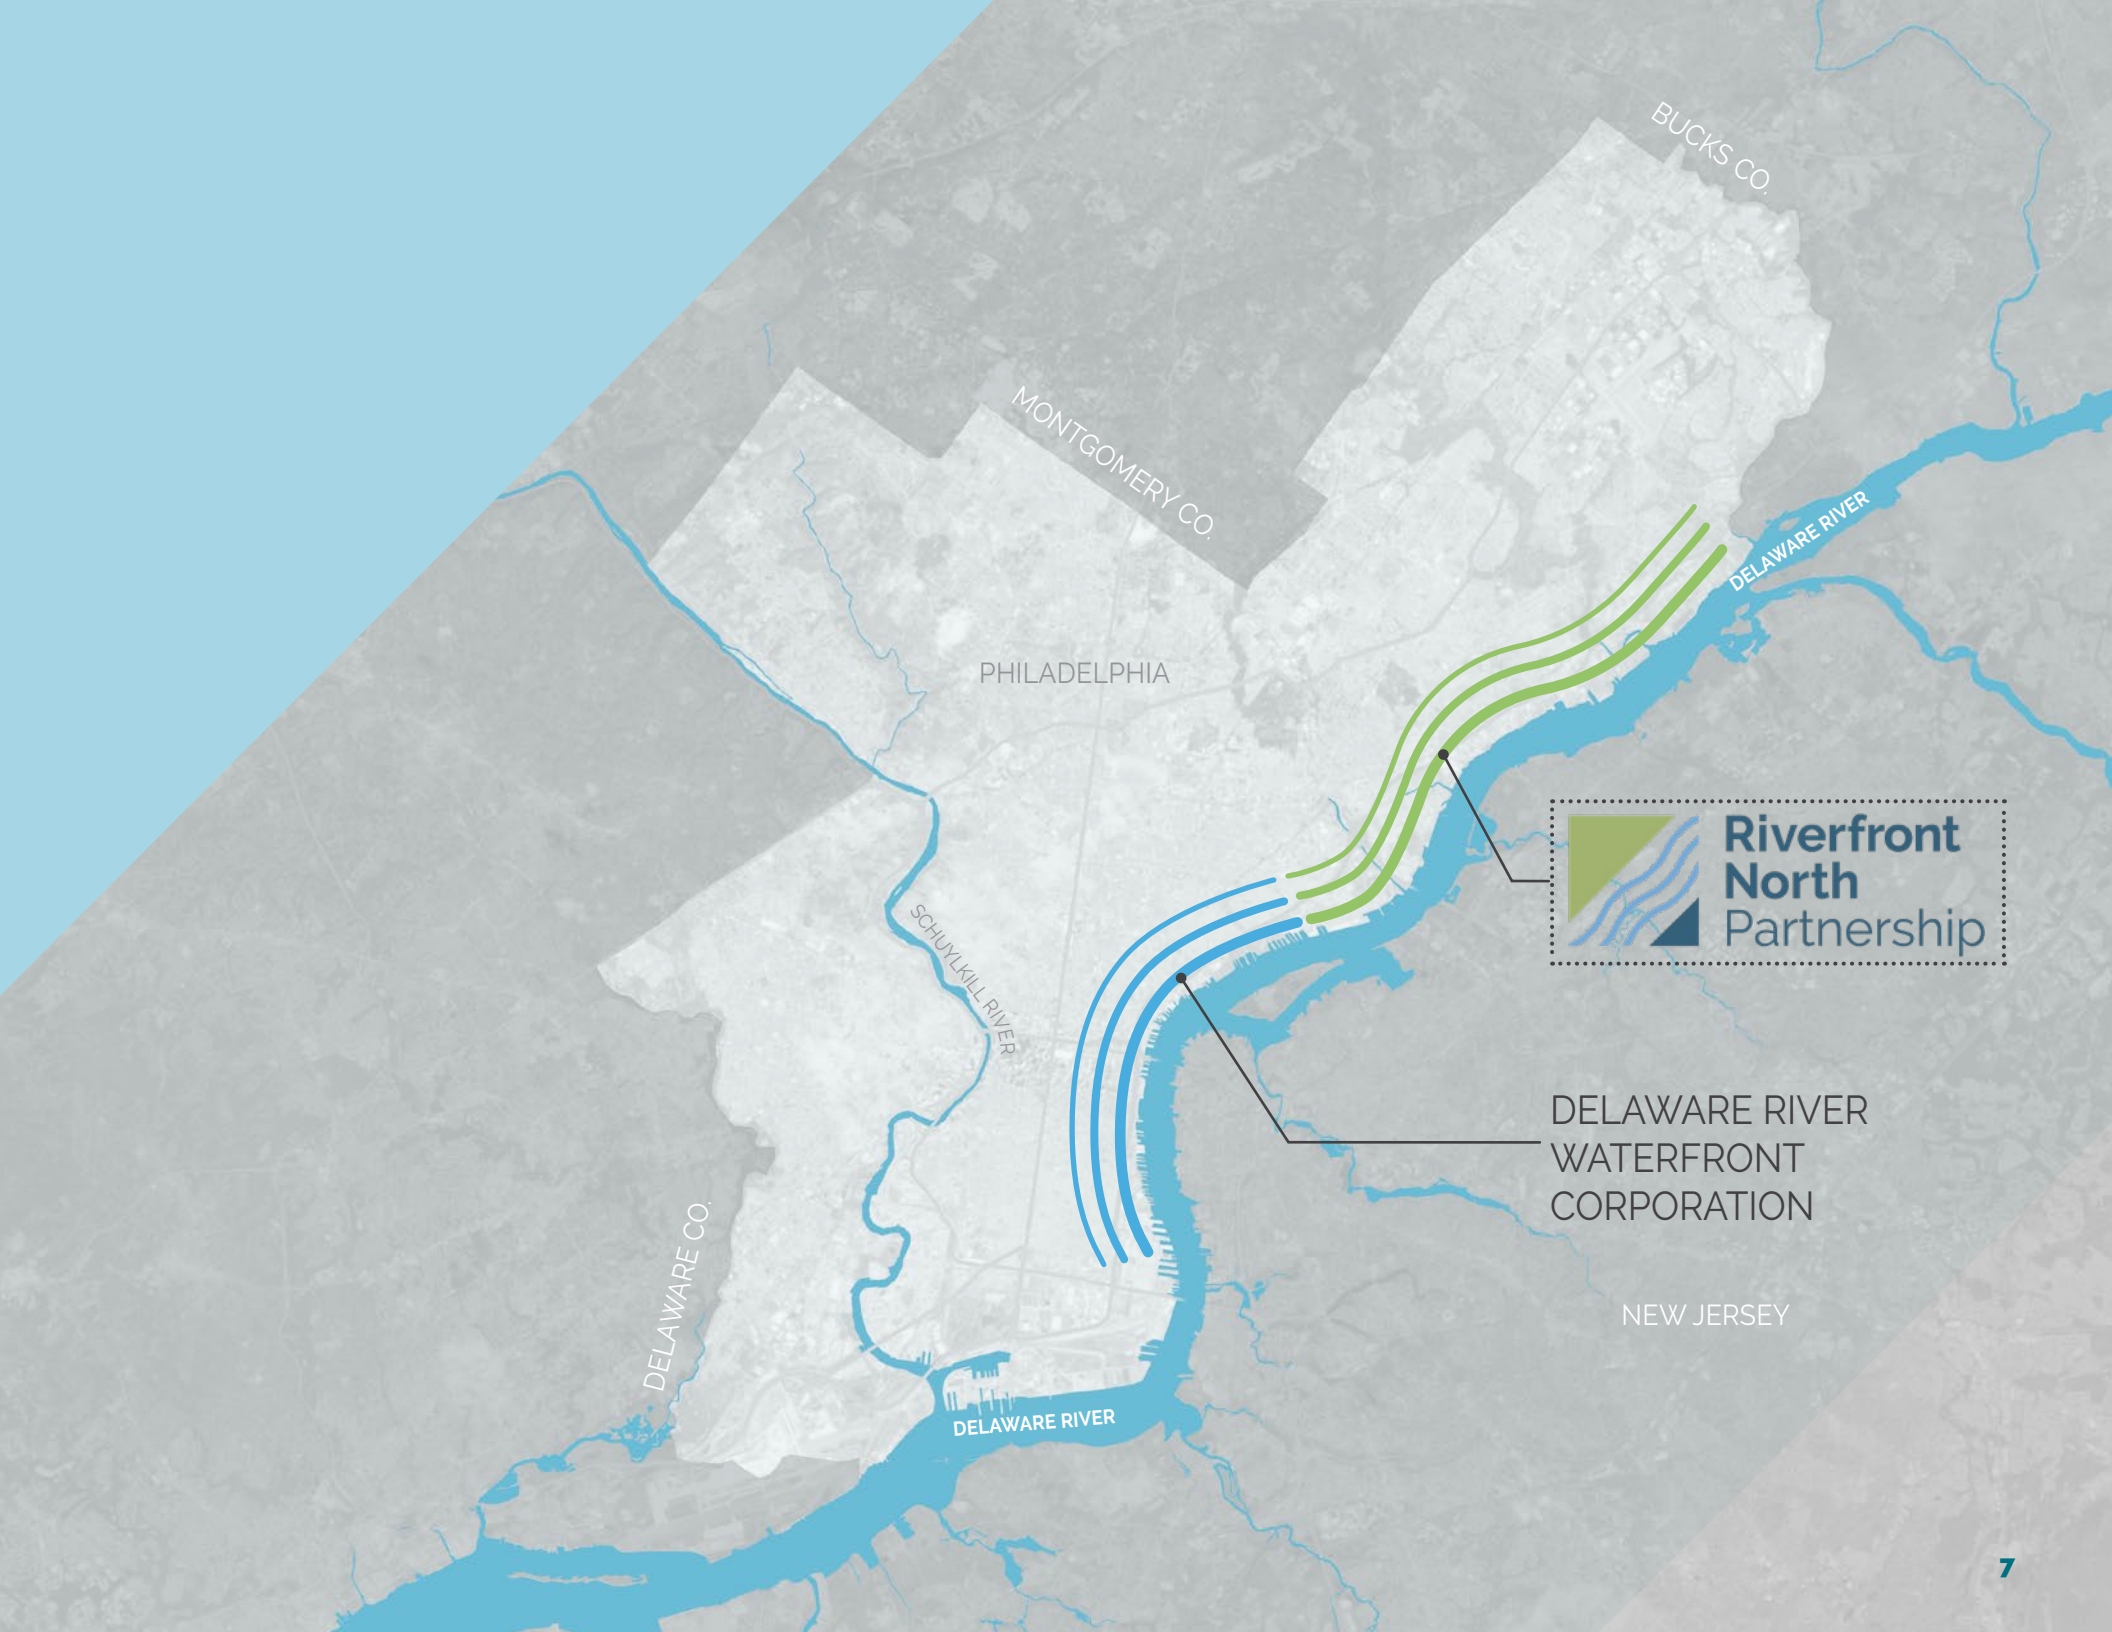 BUCKS CO.
MONTGOMERY CO.
DELAWARE RIVER
PHILADELPHIA
Riverfront
North
Partnership
SCHUYLKILL RIVER
DELAWARE RIVER
WATERFRONT
CORPORATION
DELAWARE CO.
NEW JERSEY
DELAWARE RIVER
7